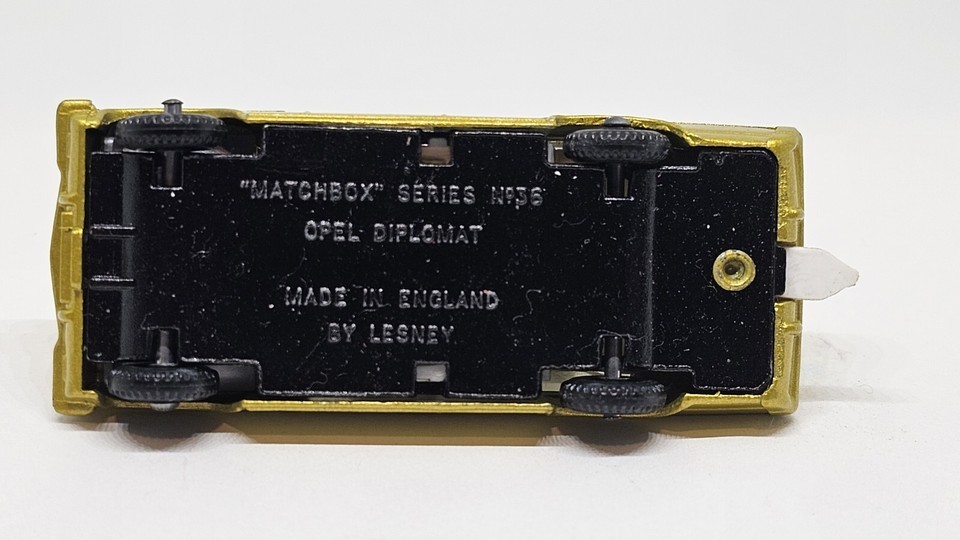 "MATCHBOX" SERIES Nº36
OPEL DIPLOMAT
MADE IN ENGLAND
BY LESNEY